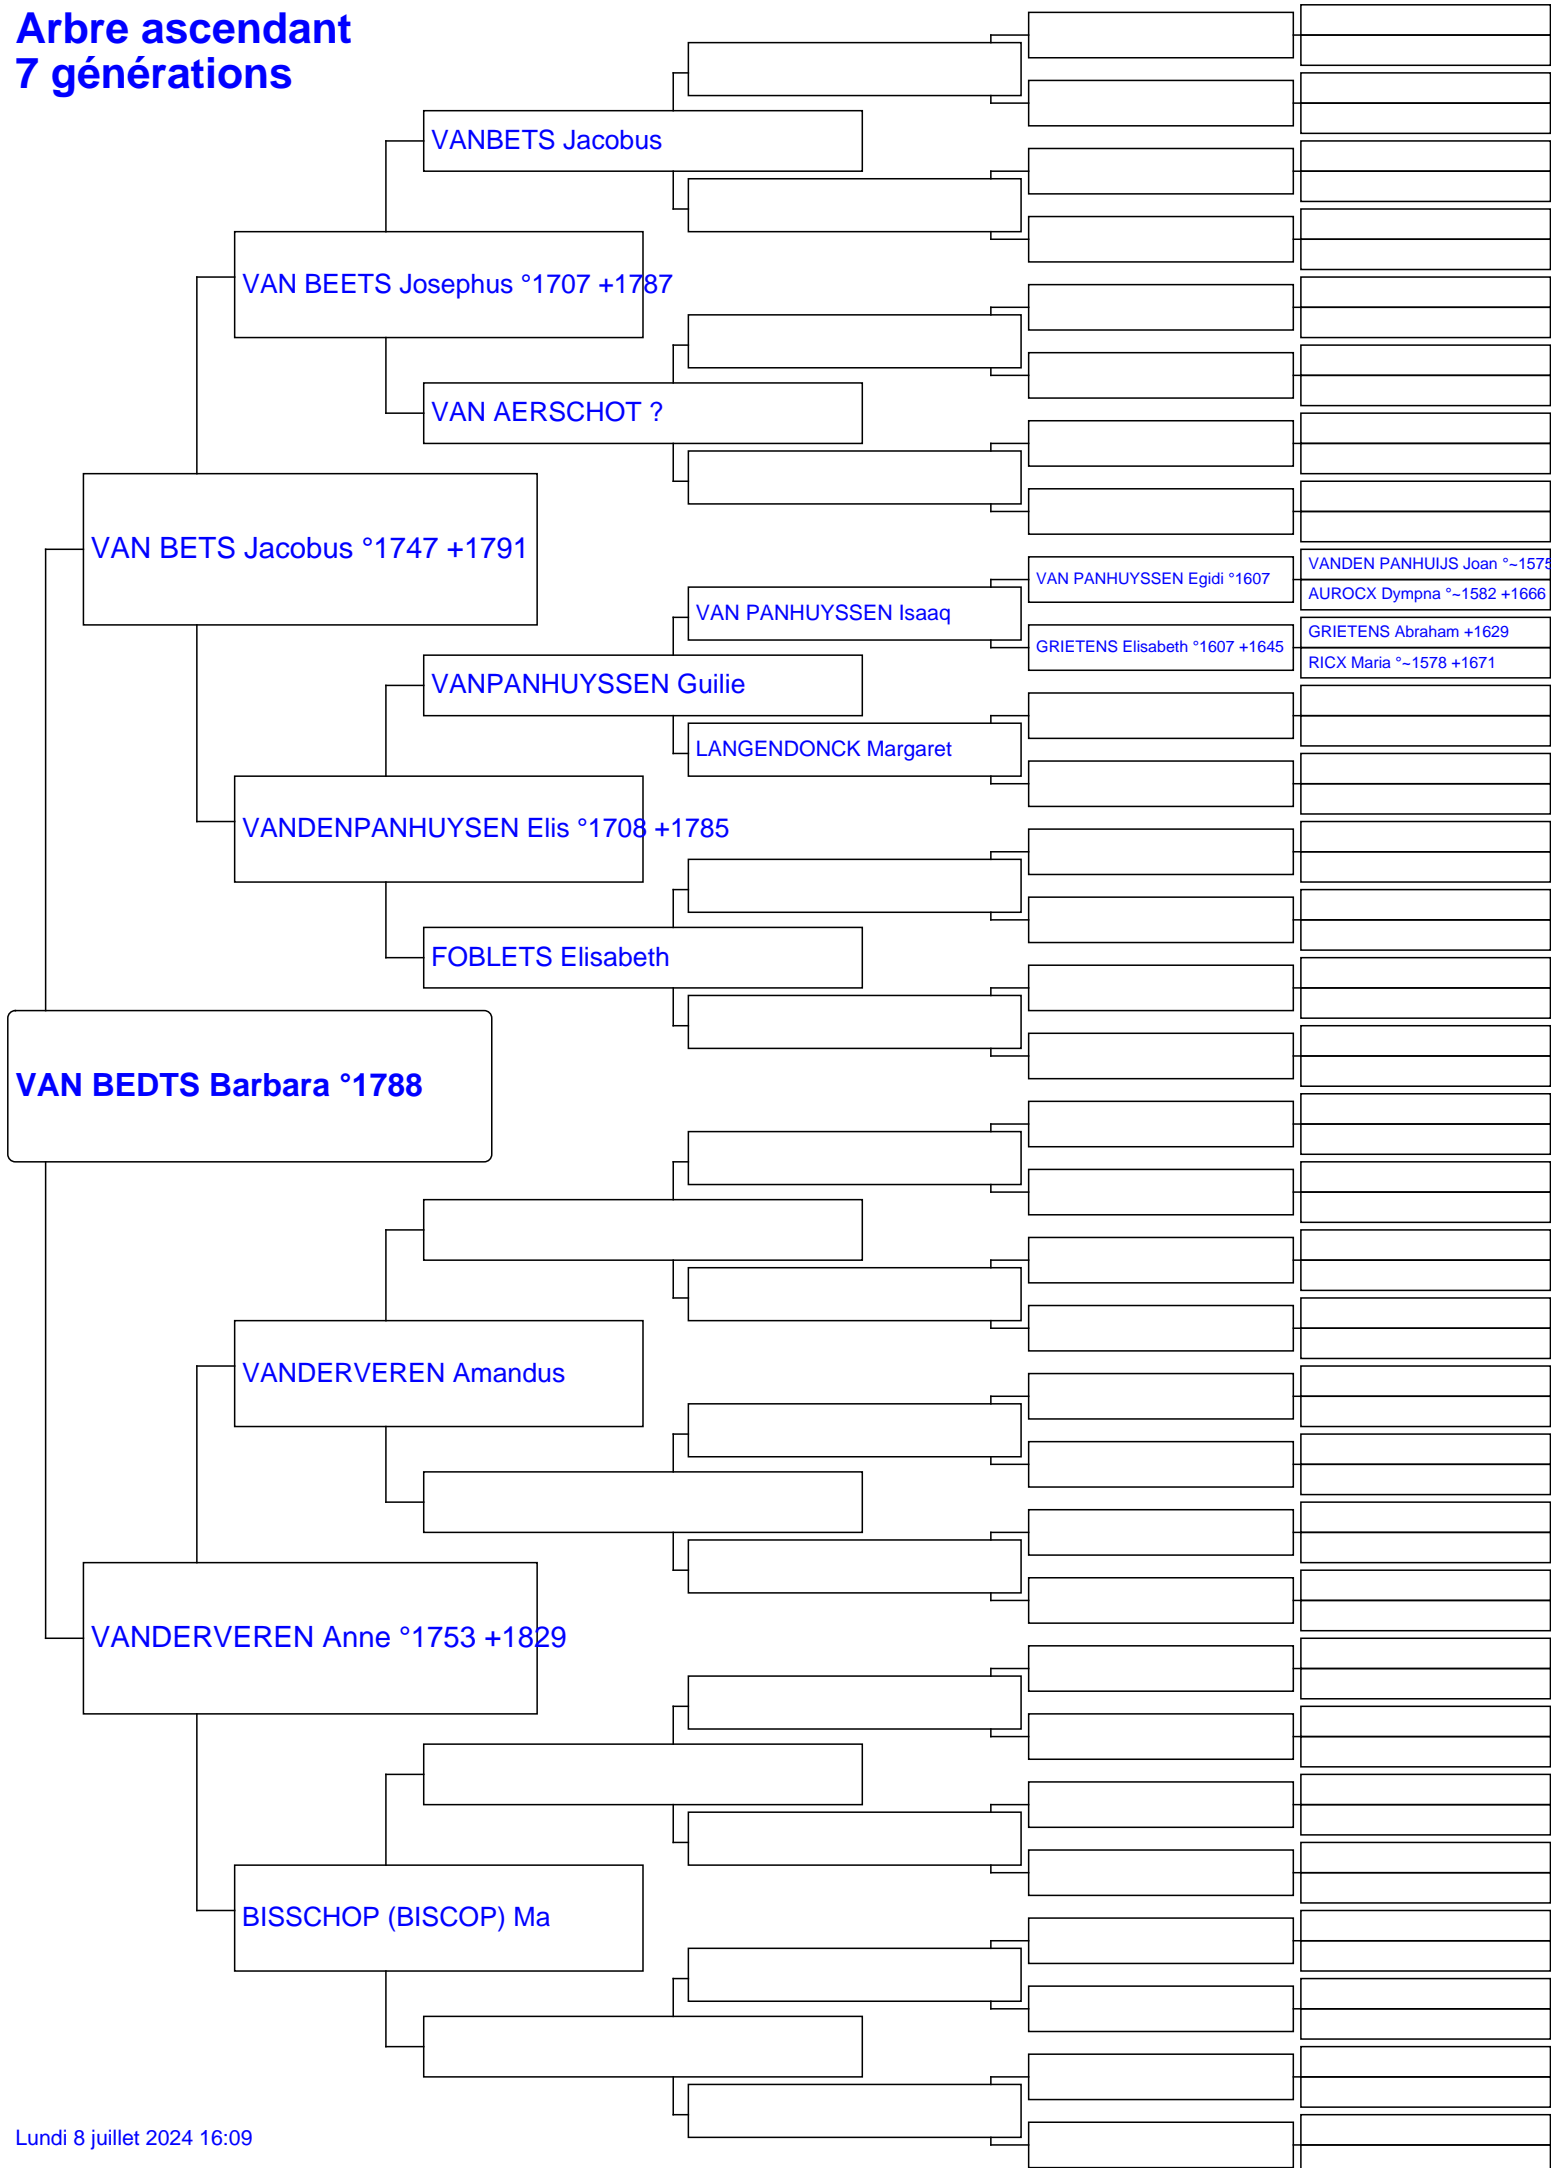 Arbre ascendant
7 générations
VANBETS Jacobus
VAN BEETS Josephus °1707 +1787
VAN AERSCHOT ?
VAN BETS Jacobus °1747 +1791
VANDEN PANHUIJS Joan °~1575
VAN PANHUYSSEN Egidi °1607
AUROCX Dympna °~1582 +1666
VAN PANHUYSSEN Isaaq
GRIETENS Abraham +1629
GRIETENS Elisabeth °1607 +1645
RICX Maria °~1578 +1671
VANPANHUYSSEN Guilie
LANGENDONCK Margaret
VANDENPANHUYSEN Elis °1708 +1785
FOBLETS Elisabeth
VAN BEDTS Barbara °1788
VANDERVEREN Amandus
VANDERVEREN Anne °1753 +1829
BISSCHOP (BISCOP) Ma
Lundi 8 juillet 2024 16:09